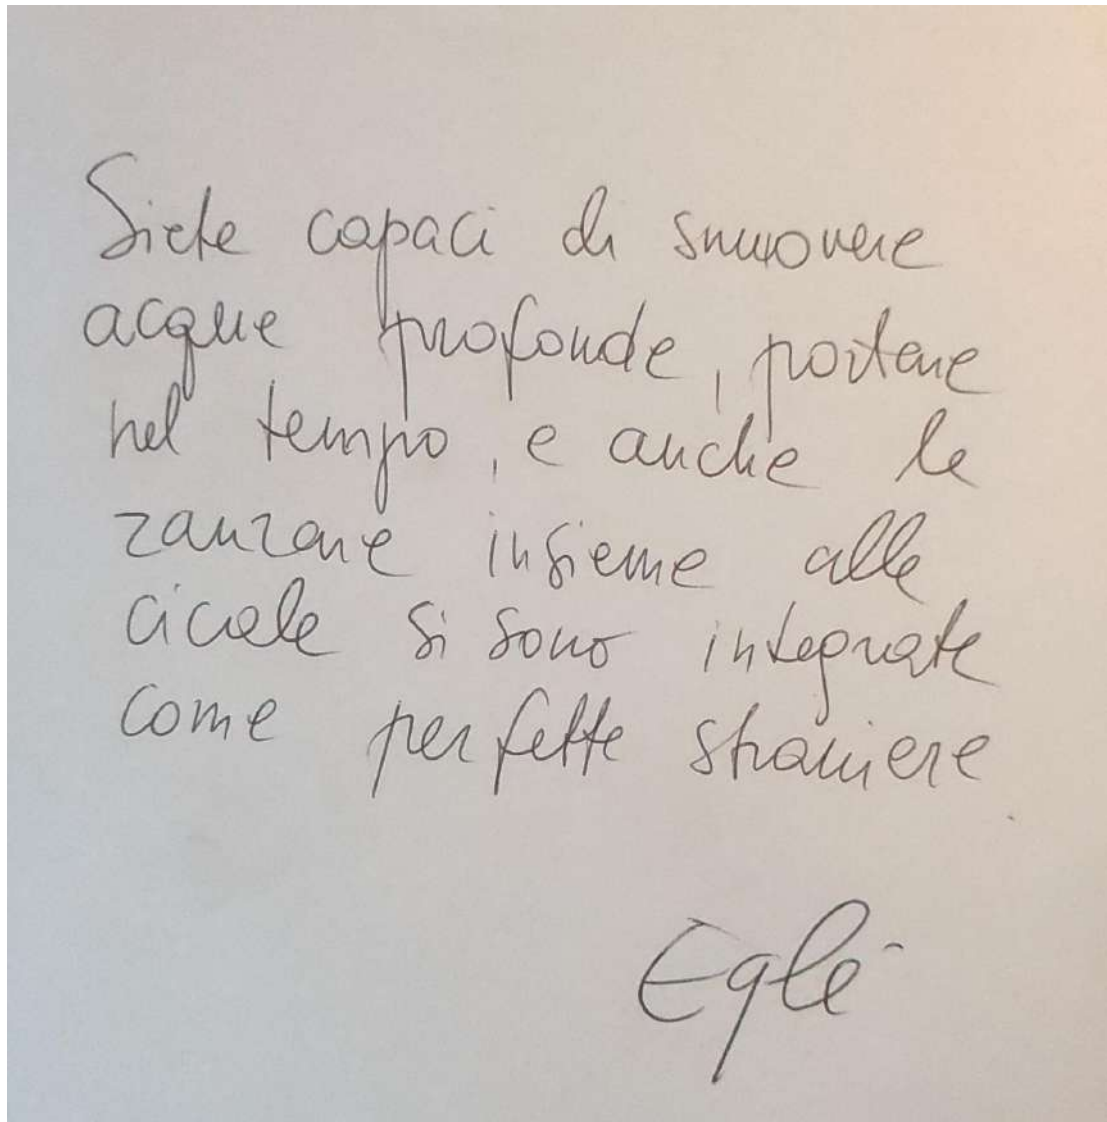 Siete capaci di smuovere
acque profonde, portare
nel tempo, e anche le
zanzare insieme alle
cicale si sono integrate
come perfette straniere.
Eglé